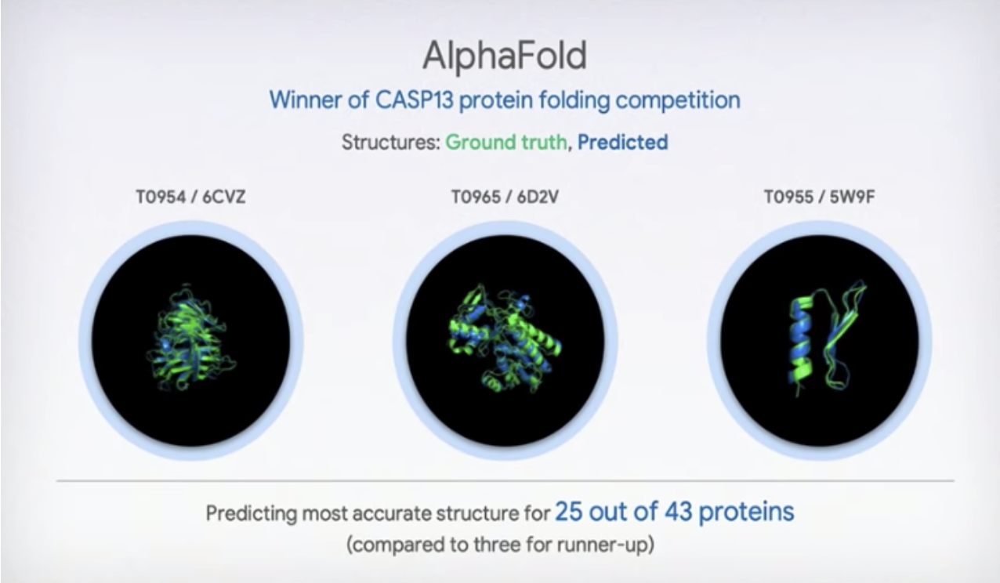 AlphaFold
Winner of CASP13 protein folding competition
Structures: Ground truth, Predicted
T0954 / 6CVZ
T0965 / 6D2V
T0955 / 5W9F
Predicting most accurate structure for 25 out of 43 proteins
(compared to three for runner-up)